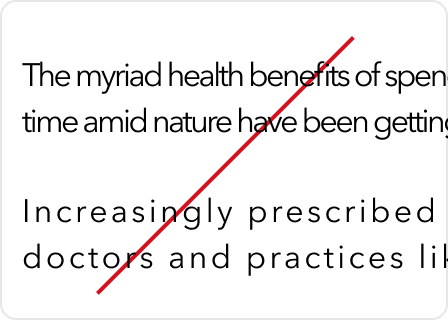 The myriad health benefits of spen
time amid nature have been getting
Increasingly prescribed
doctors and practices lik